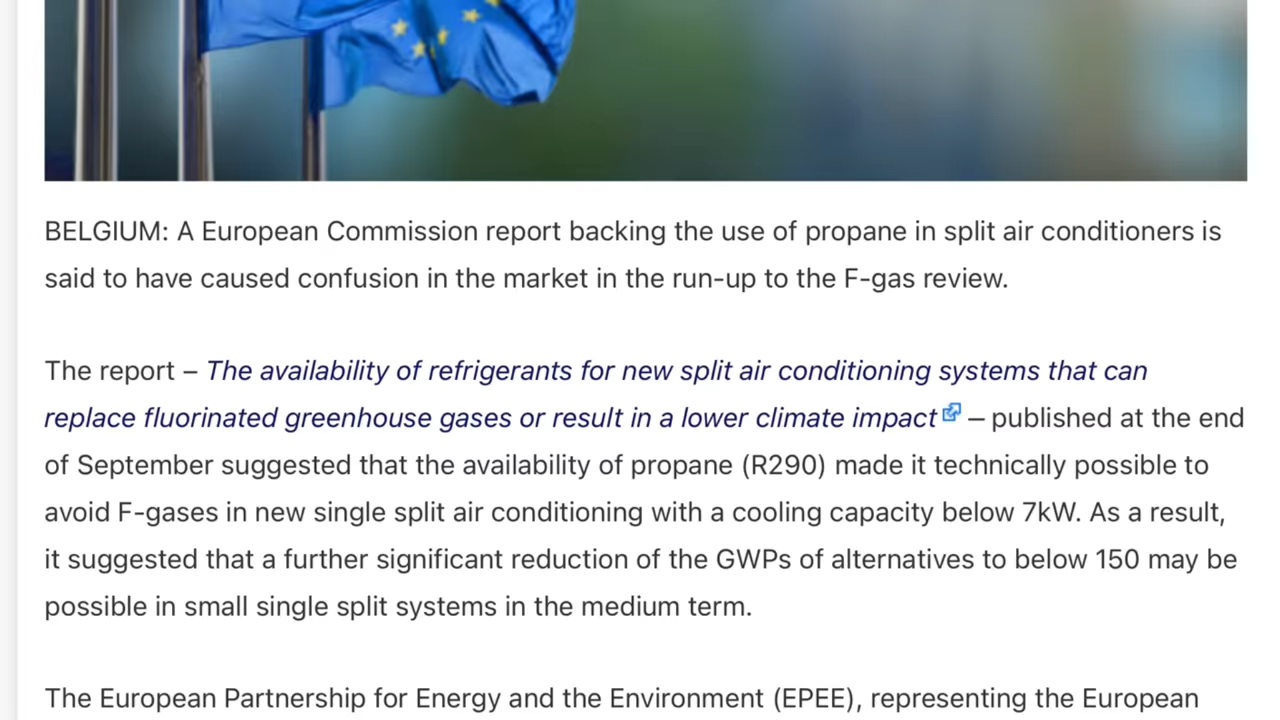 BELGIUM: A European Commission report backing the use of propane in split air conditioners is
said to have caused confusion in the market in the run-up to the F-gas review.
The report – The availability of refrigerants for new split air conditioning systems that can
replace fluorinated greenhouse gases or result in a lower climate impact – published at the end
of September suggested that the availability of propane (R290) made it technically possible to
avoid F-gases in new single split air conditioning with a cooling capacity below 7kW. As a result,
it suggested that a further significant reduction of the GWPs of alternatives to below 150 may be
possible in small single split systems in the medium term.
The European Partnership for Energy and the Environment (EPEE), representing the European